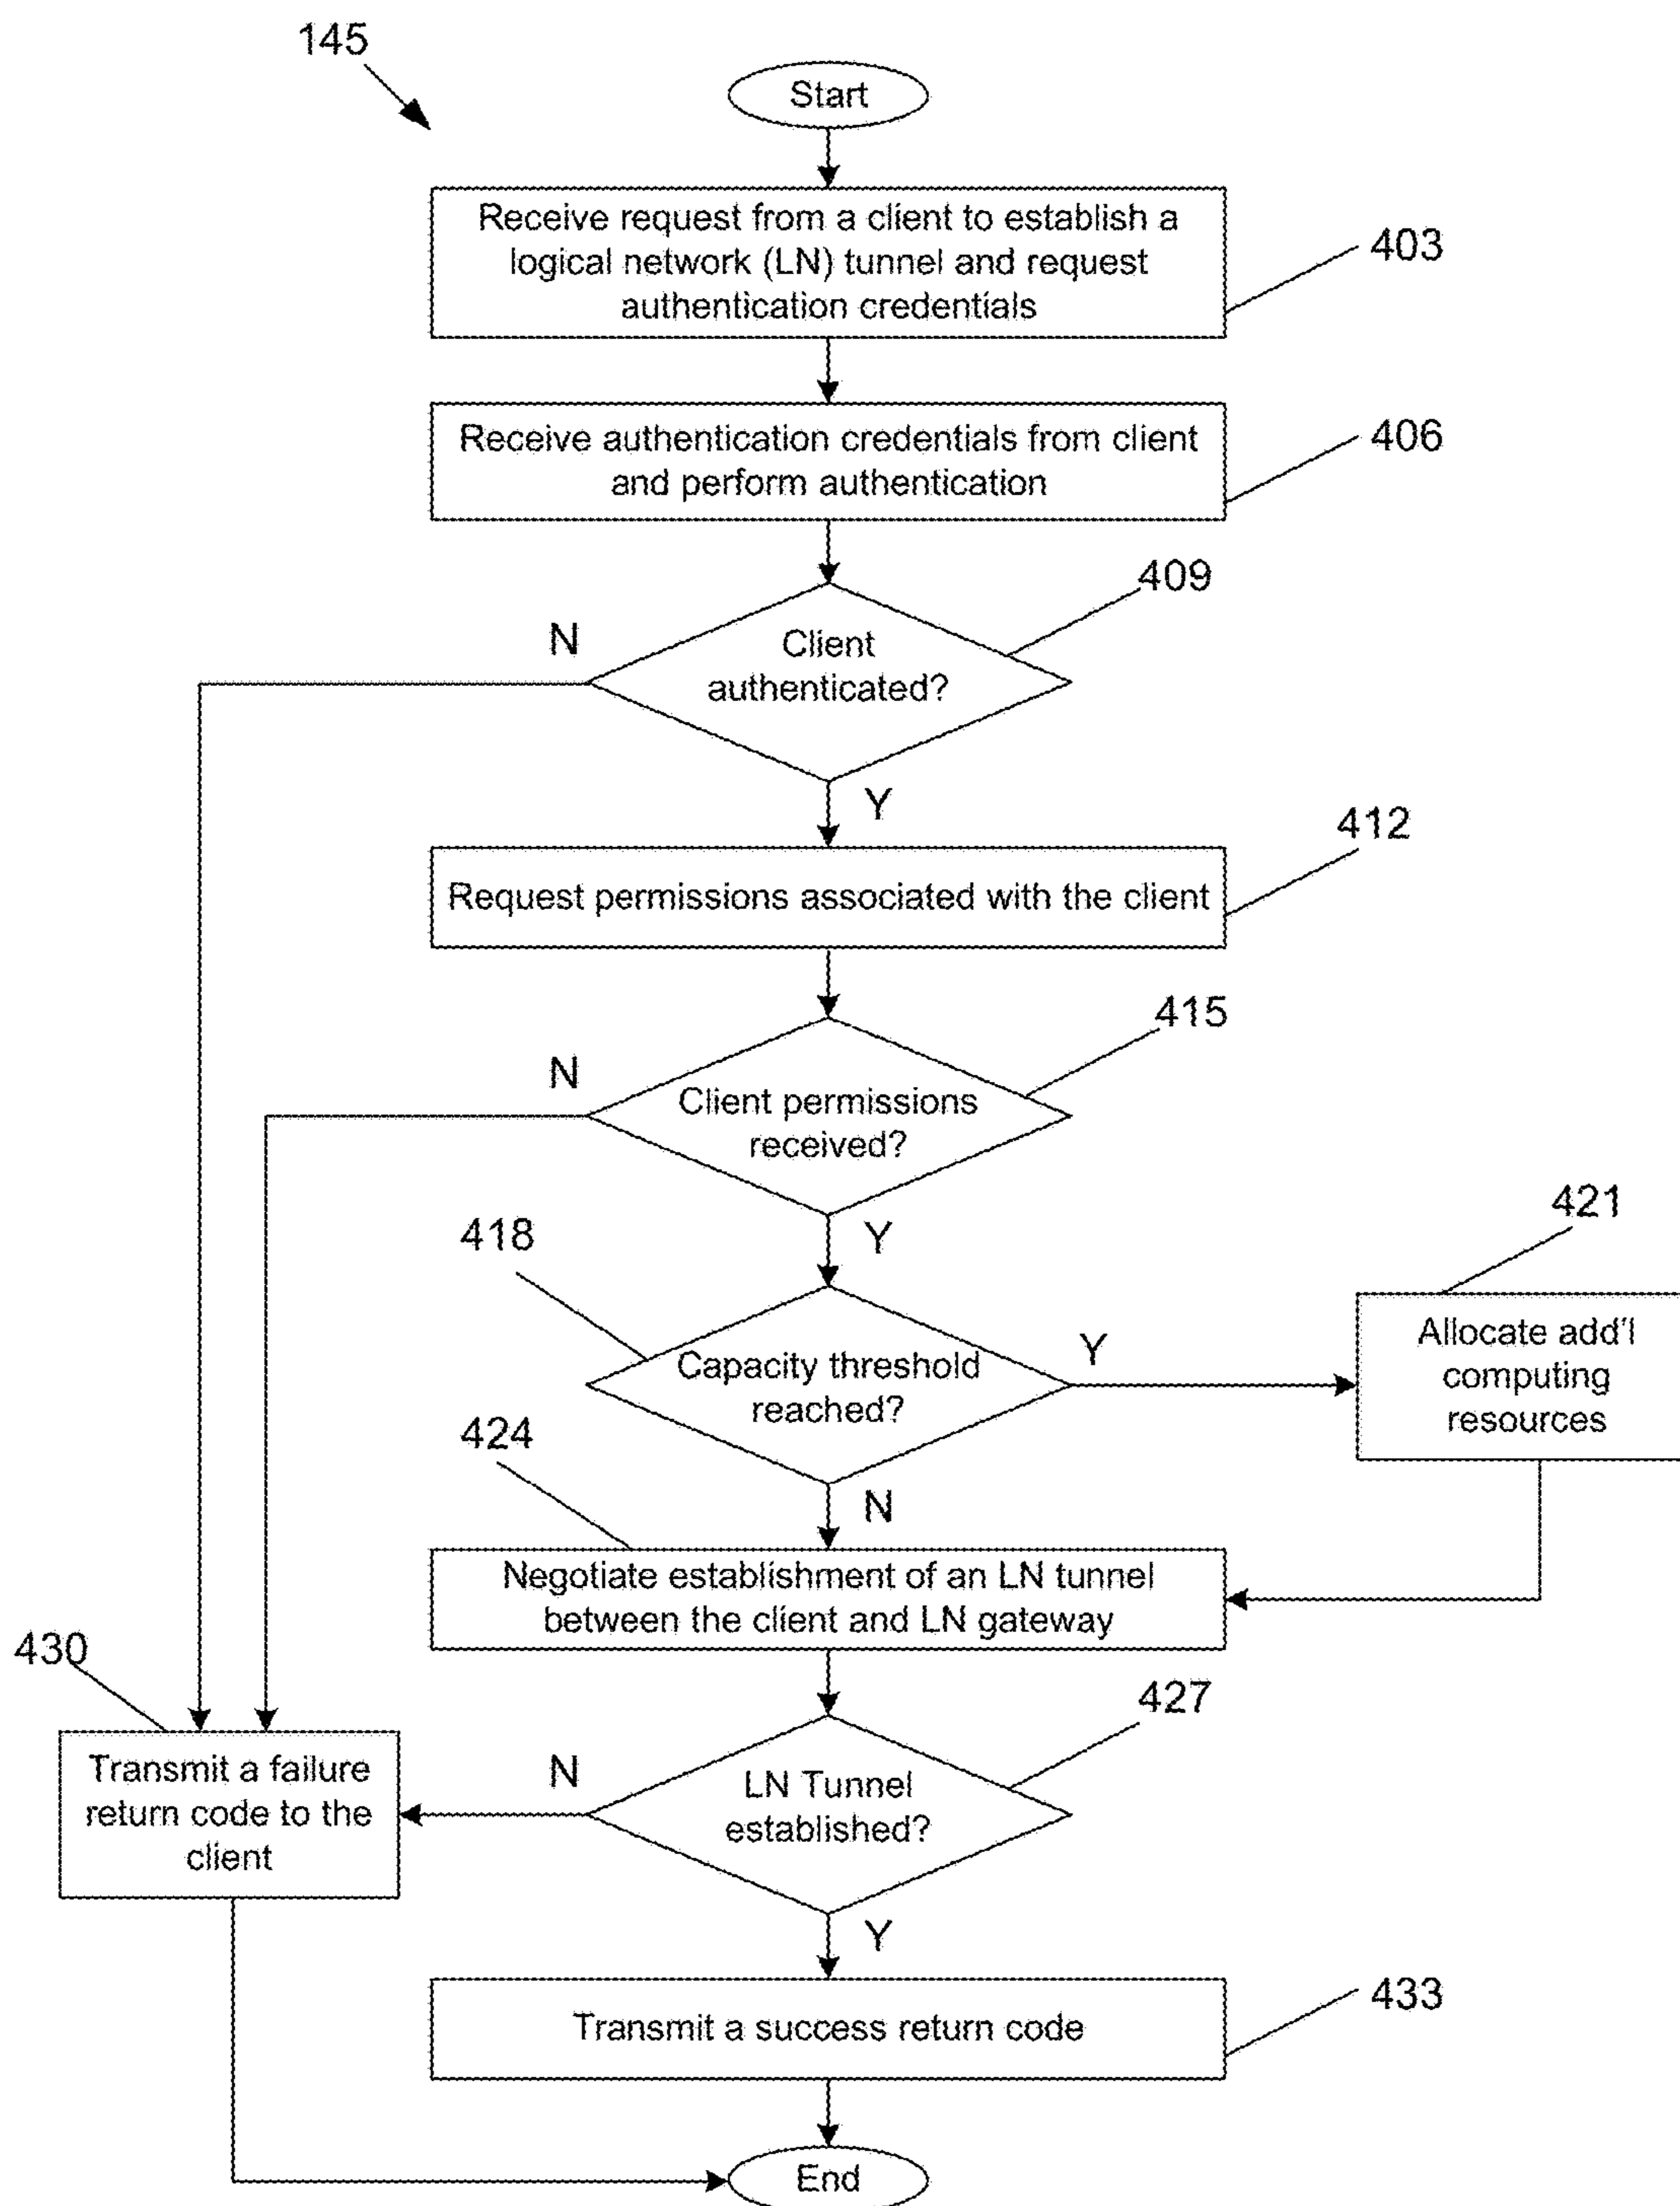 145
Start
Receive request from a client to establish a
logical network (LN) tunnel and request
authentication credentials
403
Receive authentication credentials from client
and perform authentication
406
409
N
Client
authenticated?
Y
412
Request permissions associated with the client
415
N
Client permissions
received?
Y
418
421
Capacity threshold
reached?
Y
Allocate add'l
computing
resources
424
N
Negotiate establishment of an LN tunnel
between the client and LN gateway
430
427
Transmit a failure
return code to the
client
N
LN Tunnel
established?
Y
433
Transmit a success return code
End